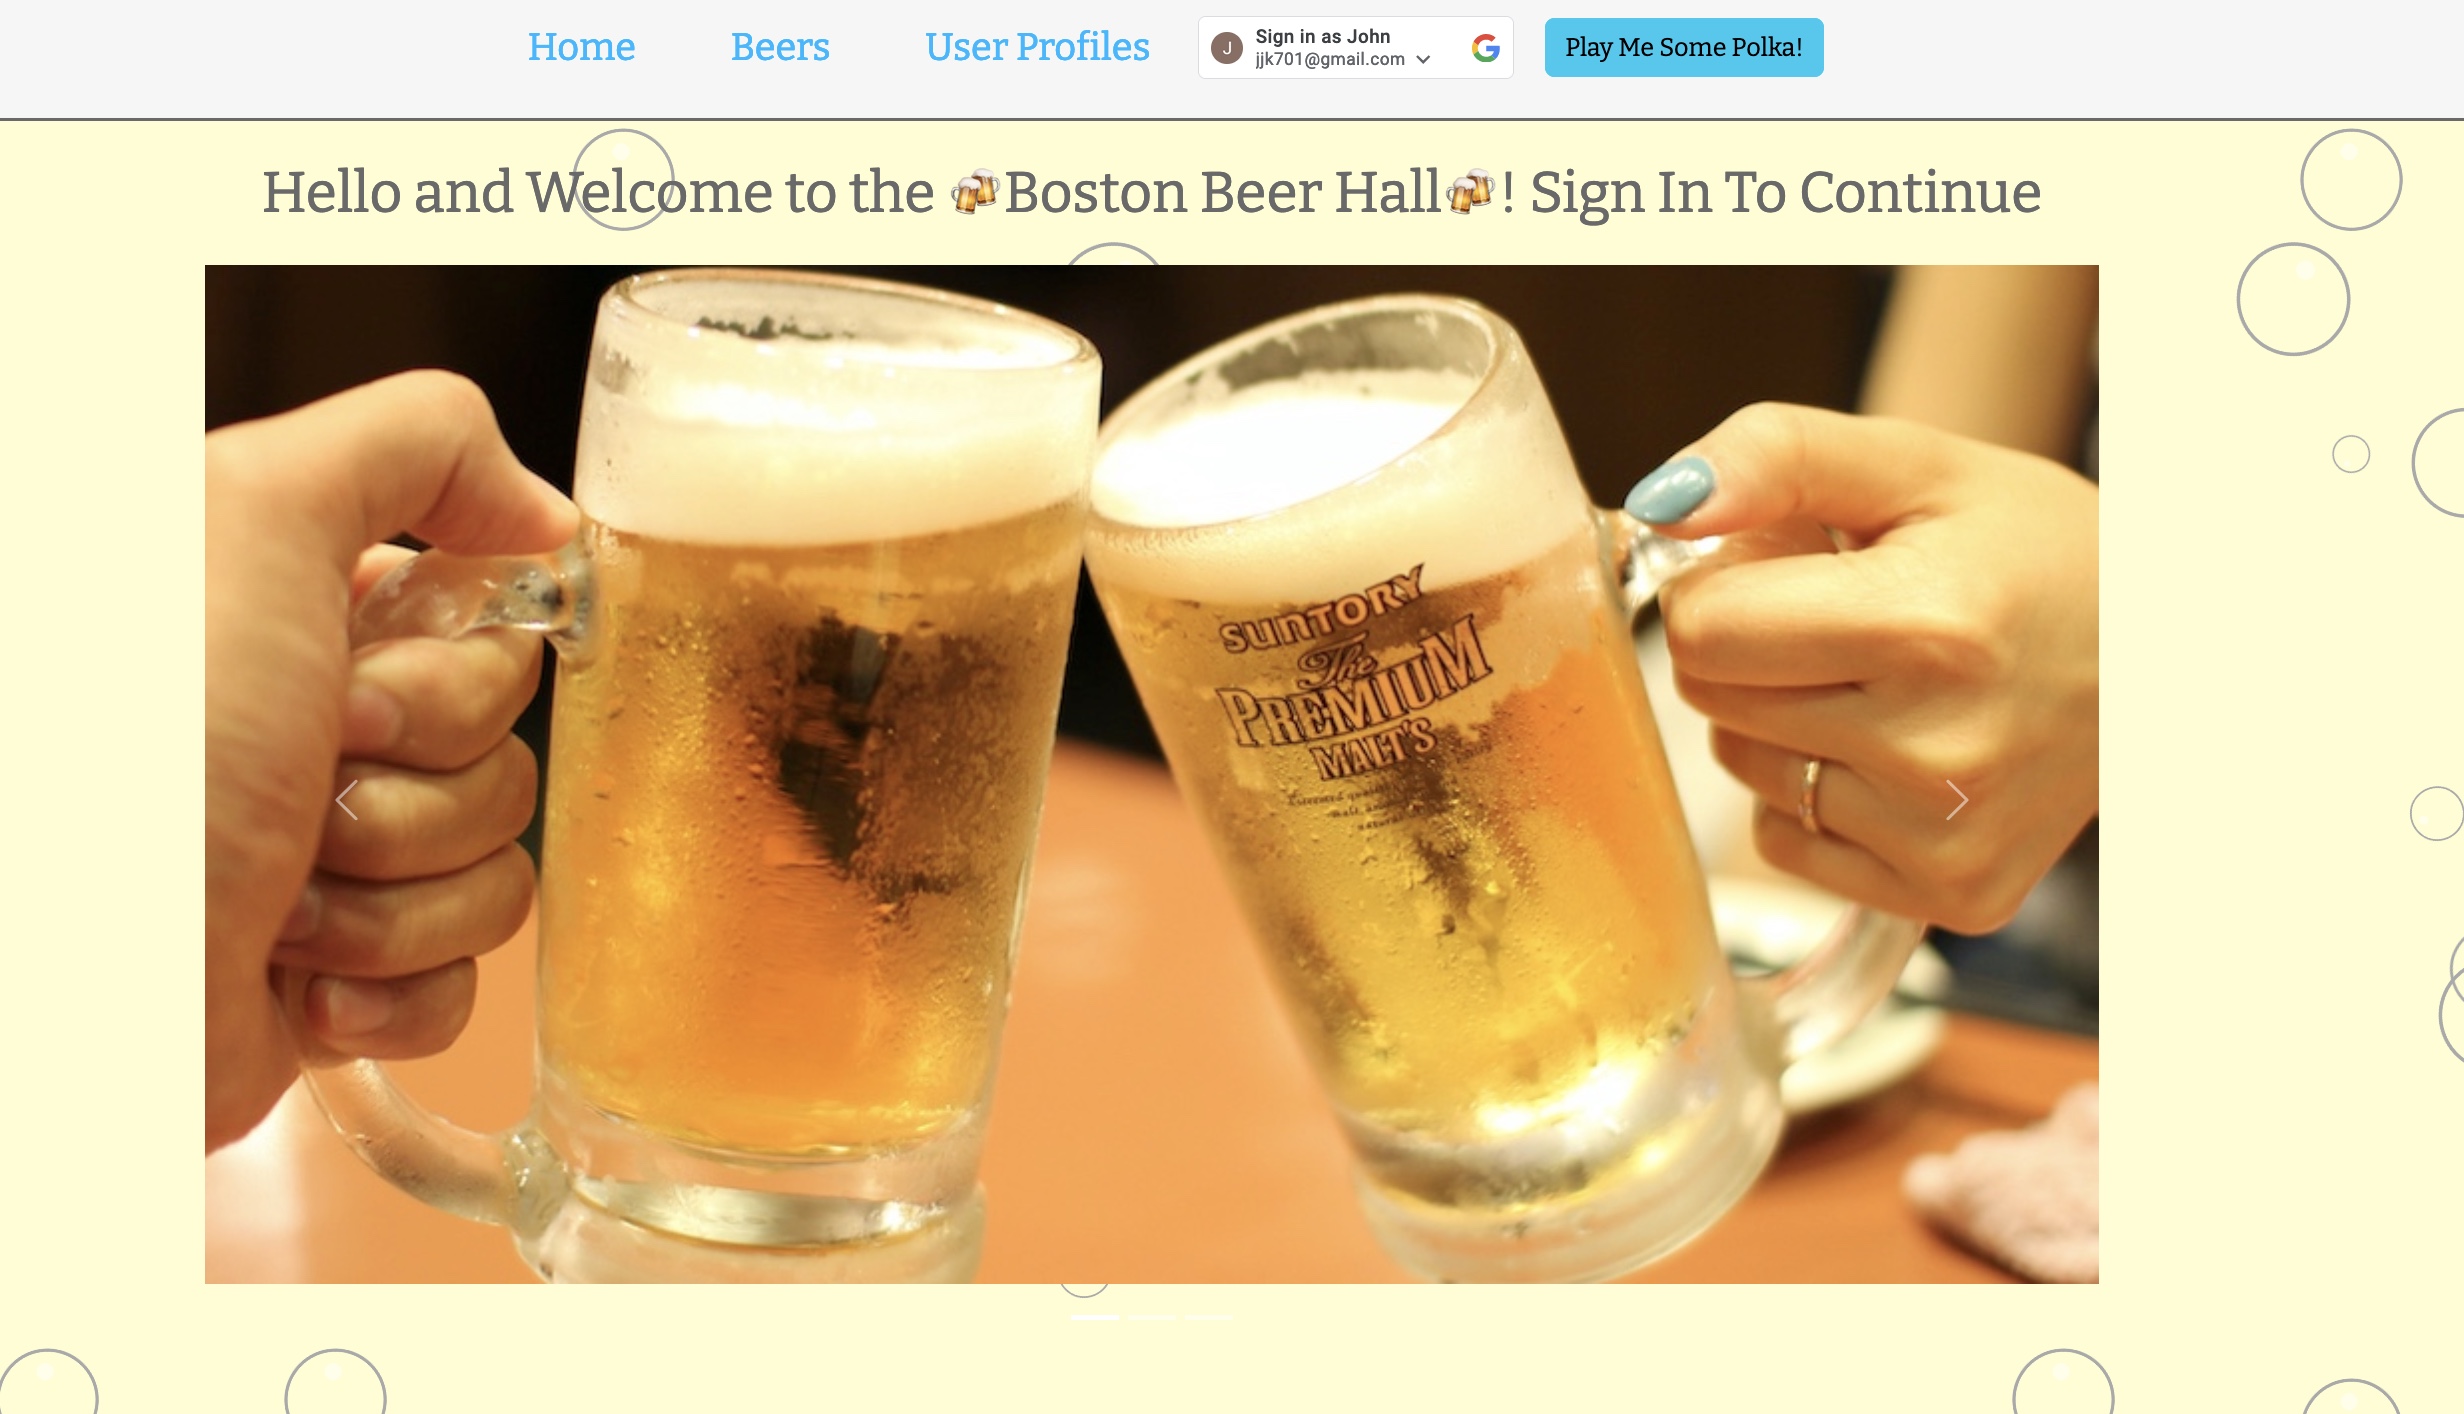 Home Beers User Profiles
J
Sign in as John
jjk701@gmail.com
Play Me Some Polka!
Hello and Welcome to the 🍻Boston Beer Hall🍻! Sign In To Continue
SUNTORY
The
PREMIUM
MALT'S